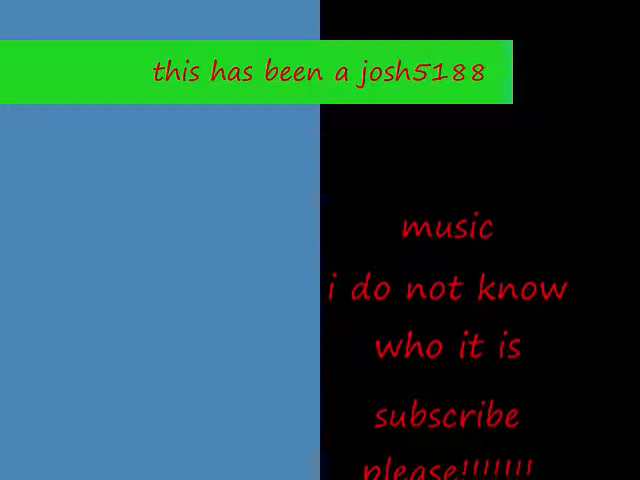 this has been a josh5188
music
i do not know
who it is
subscribe
please!!!!!!!